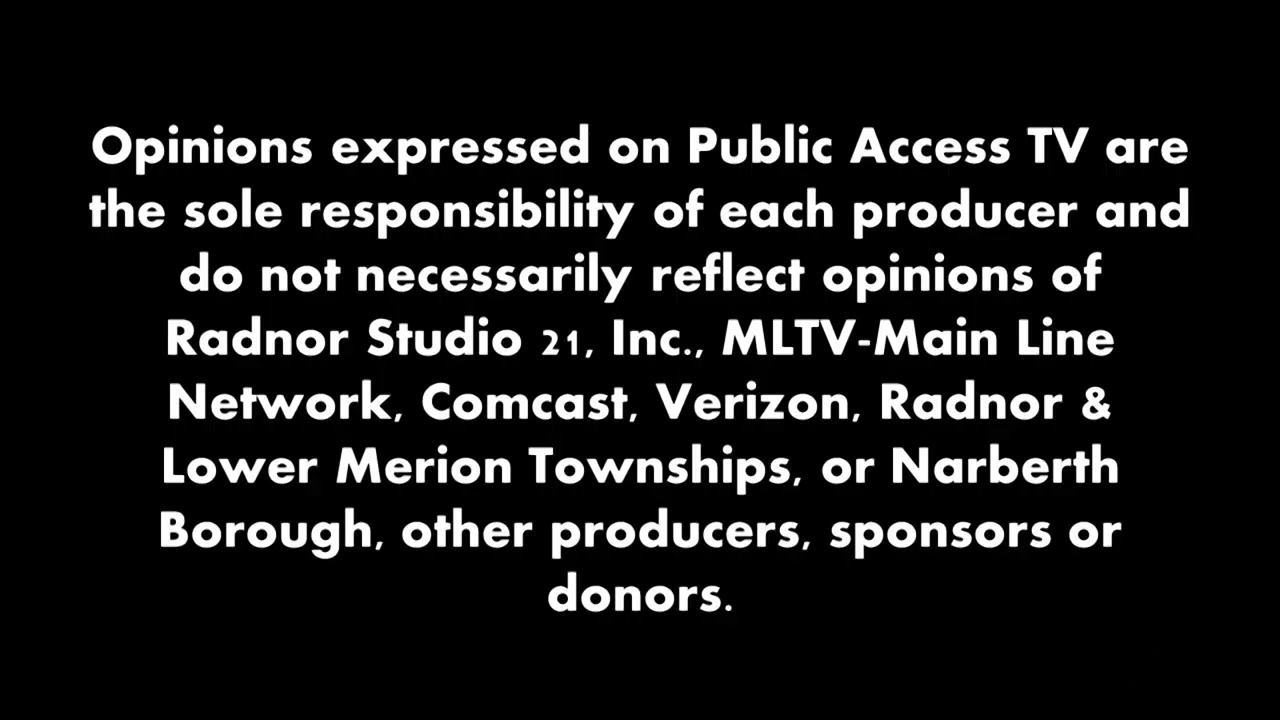 Opinions expressed on Public Access TV are
the sole responsibility of each producer and
do not necessarily reflect opinions of
Radnor Studio 21, Inc., MLTV-Main Line
Network, Comcast, Verizon, Radnor &
Lower Merion Townships, or Narberth
Borough, other producers, sponsors or
donors.